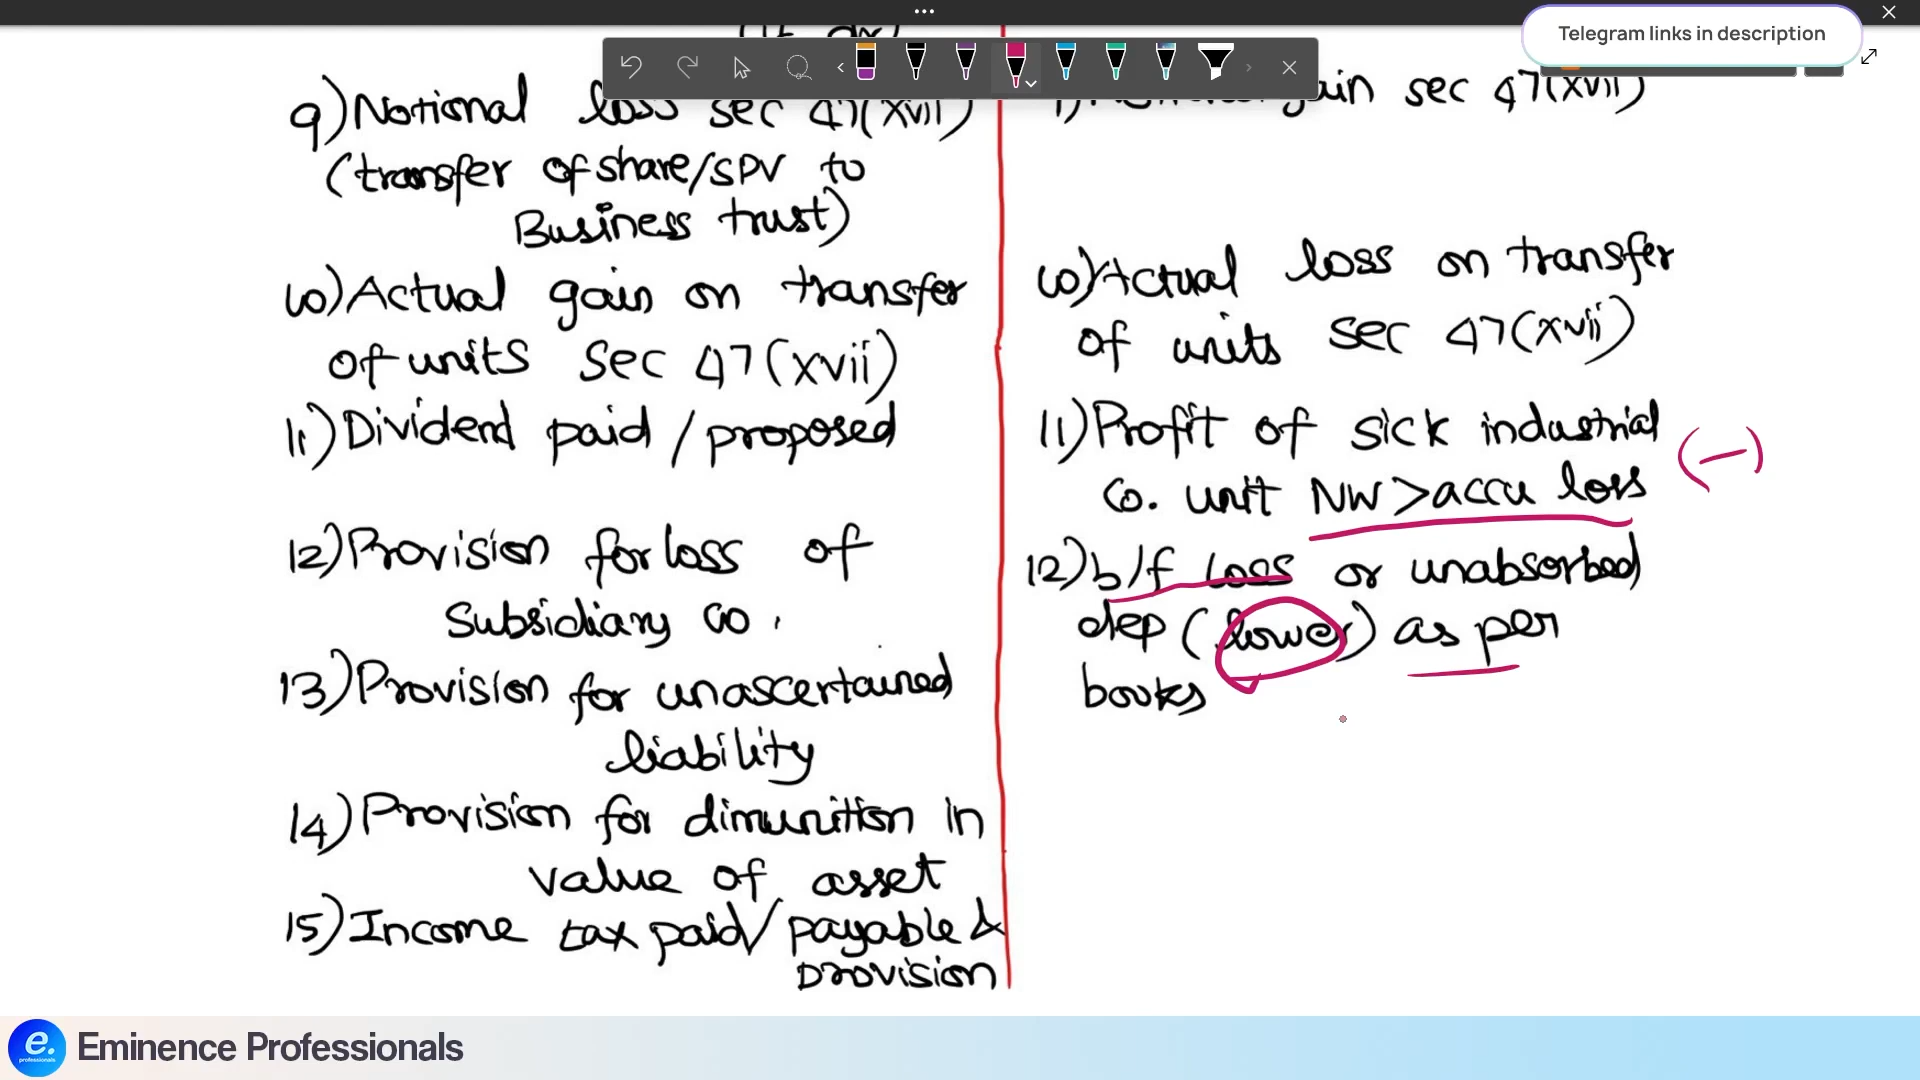 Telegram links in description
9) Notional loss sec 47(xvii)
(transfer of share/SPV to
Business trust)
10) Actual gain on transfer
of units sec 47(xvii)
11) Dividend paid / proposed
12) Provision for loss of
Subsidiary co.
13) Provision for unascertained
liability
14) Provision for dimunition in
value of asset
15) Income tax paid/ payable &
provision
gain sec 47(xvii)
10) Actual loss on transfer
of units sec 47(xvii)
11) Profit of sick industrial
co. unit NW > accu loss
(-)
12) b/f loss or unabsorbed
dep (lower) as per
books
e.
professionals
Eminence Professionals